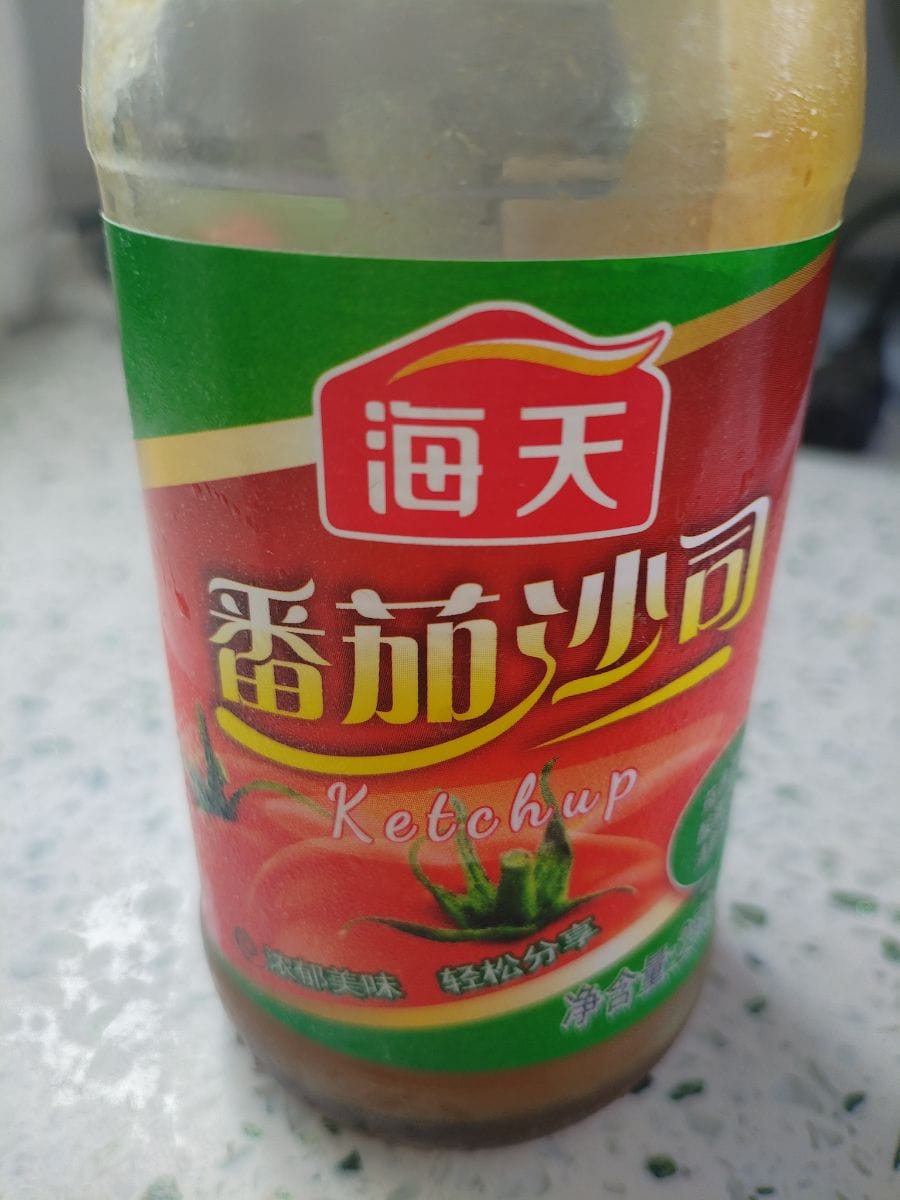 海天
番茄沙司
Ketchup
浓郁美味 轻松分享
净含量: